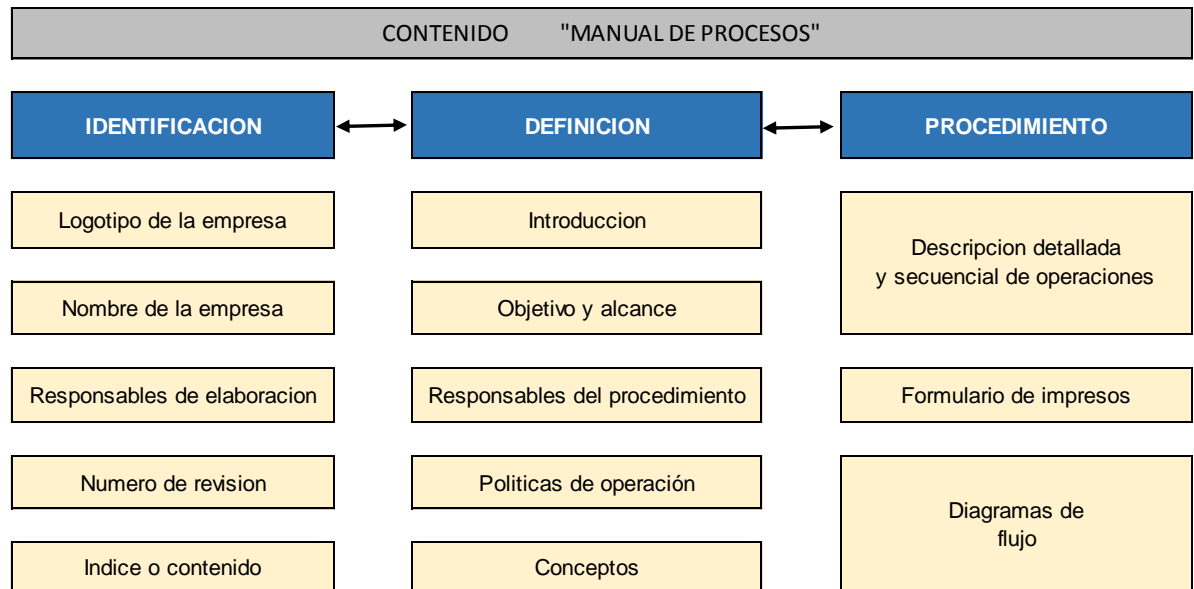 CONTENIDO "MANUAL DE PROCESOS"
IDENTIFICACION
DEFINICION
PROCEDIMIENTO
Logotipo de la empresa
Introduccion
Descripcion detallada
y secuencial de operaciones
Nombre de la empresa
Objetivo y alcance
Responsables de elaboracion
Responsables del procedimiento
Formulario de impresos
Numero de revision
Politicas de operación
Diagramas de
flujo
Indice o contenido
Conceptos